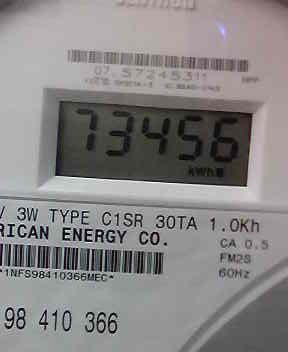 07.57245311
73456
kWh
V 3W TYPE C1SR 30TA 1.0Kh
RICAN ENERGY CO.
CA 0.5
FM2S
60Hz
*1NFS98410366MEC*
98 410 366